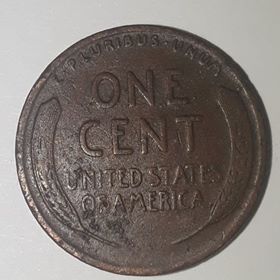 E·PLURIBUS·UNUM
ONE
CENT
UNITED STATES
OF AMERICA